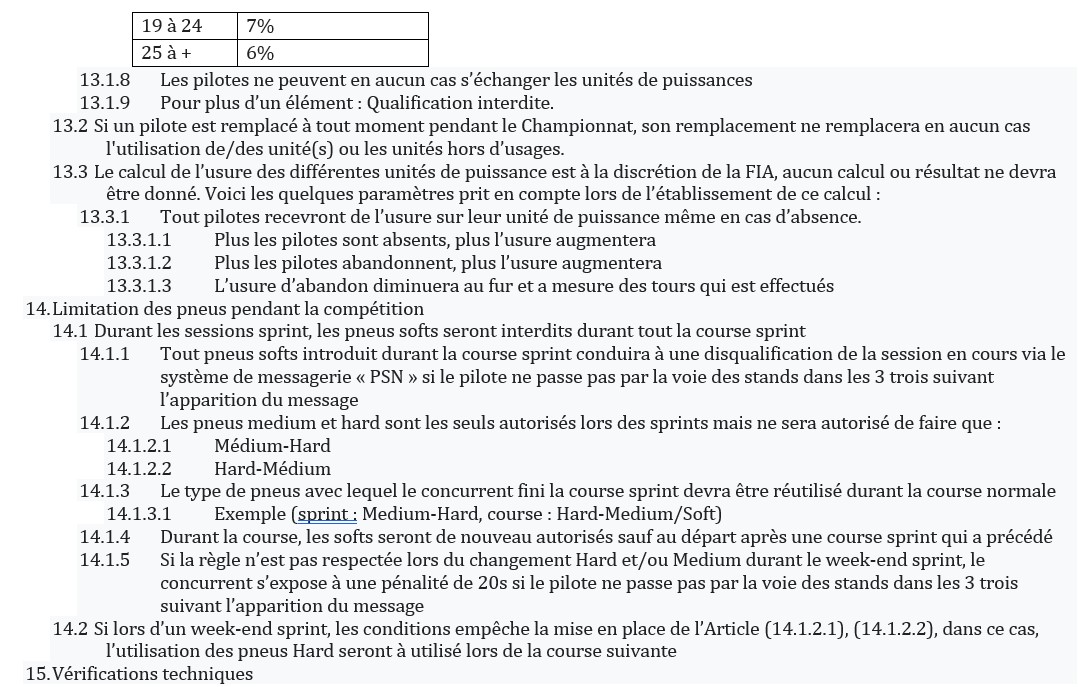 19 à 24 7%
25 à + 6%
13.1.8 Les pilotes ne peuvent en aucun cas s’échanger les unités de puissances
13.1.9 Pour plus d’un élément : Qualification interdite.
13.2 Si un pilote est remplacé à tout moment pendant le Championnat, son remplacement ne remplacera en aucun cas
l'utilisation de/des unité(s) ou les unités hors d’usages.
13.3 Le calcul de l’usure des différentes unités de puissance est à la discrétion de la FIA, aucun calcul ou résultat ne devra
être donné. Voici les quelques paramètres prit en compte lors de l’établissement de ce calcul :
13.3.1 Tout pilotes recevront de l’usure sur leur unité de puissance même en cas d’absence.
13.3.1.1 Plus les pilotes sont absents, plus l’usure augmentera
13.3.1.2 Plus les pilotes abandonnent, plus l’usure augmentera
13.3.1.3 L’usure d’abandon diminuera au fur et a mesure des tours qui est effectués
14. Limitation des pneus pendant la compétition
14.1 Durant les sessions sprint, les pneus softs seront interdits durant tout la course sprint
14.1.1 Tout pneus softs introduit durant la course sprint conduira à une disqualification de la session en cours via le
système de messagerie « PSN » si le pilote ne passe pas par la voie des stands dans les 3 trois suivant
l’apparition du message
14.1.2 Les pneus medium et hard sont les seuls autorisés lors des sprints mais ne sera autorisé de faire que :
14.1.2.1 Médium-Hard
14.1.2.2 Hard-Médium
14.1.3 Le type de pneus avec lequel le concurrent fini la course sprint devra être réutilisé durant la course normale
14.1.3.1 Exemple (sprint : Medium-Hard, course : Hard-Medium/Soft)
14.1.4 Durant la course, les softs seront de nouveau autorisés sauf au départ après une course sprint qui a précédé
14.1.5 Si la règle n’est pas respectée lors du changement Hard et/ou Medium durant le week-end sprint, le
concurrent s’expose à une pénalité de 20s si le pilote ne passe pas par la voie des stands dans les 3 trois
suivant l’apparition du message
14.2 Si lors d’un week-end sprint, les conditions empêche la mise en place de l’Article (14.1.2.1), (14.1.2.2), dans ce cas,
l’utilisation des pneus Hard seront à utilisé lors de la course suivante
15. Vérifications techniques